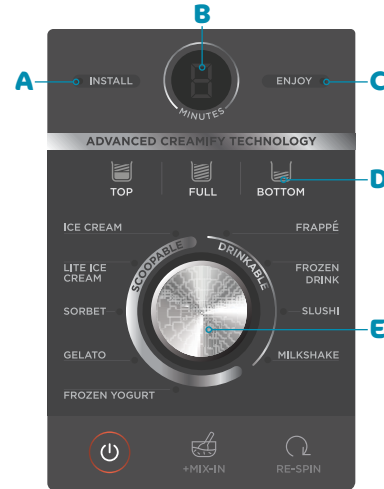 B
A
INSTALL
8
ENJOY
C
MINUTES
ADVANCED CREAMIFY TECHNOLOGY
TOP
FULL
BOTTOM
D
ICE CREAM
FRAPPÉ
SCOOPABLE
DRINKABLE
LITE ICE
CREAM
FROZEN
DRINK
SORBET
SLUSHI
E
GELATO
MILKSHAKE
FROZEN YOGURT
+MIX-IN
RE-SPIN